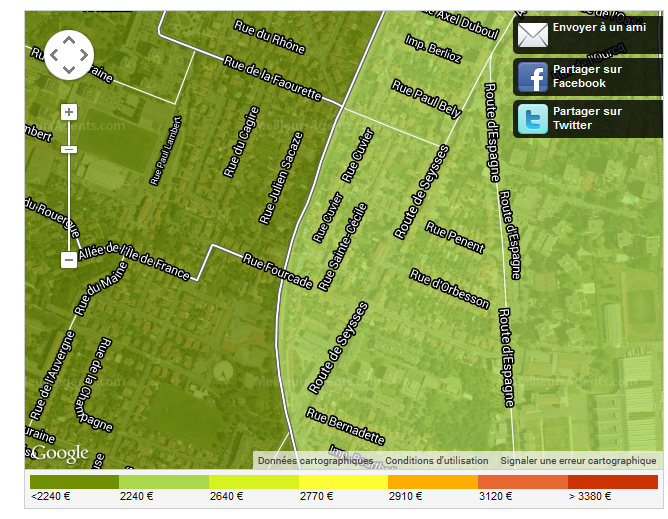 Rue du Rhône
Axel Duboul
Imp. Berlioz
Envoyer à un ami
Partager sur
Facebook
Partager sur
Twitter
Rue de la Faourette
Rue Paul Bely
Route d'Espagne
Rue Paul Lambert
Rue du Cagire
Rue Julien Sacaze
Rue Cuvier
Route de Seysses
Rue Cuvier
Rue Sainte-Cécile
Route d'Espagne
du Rouergue
Allée de l'Île de France
Rue Fourcade
Rue Penent
Rue du Maine
Rue d'Orbesson
Route de Seysses
Route d'Espagne
Rue de l'Auvergne
Rue de la Champagne
Rue Bernadette
Google
Données cartographiques
Conditions d'utilisation
Signaler une erreur cartographique
<2240 €
2240 €
2640 €
2770 €
2910 €
3120 €
> 3380 €